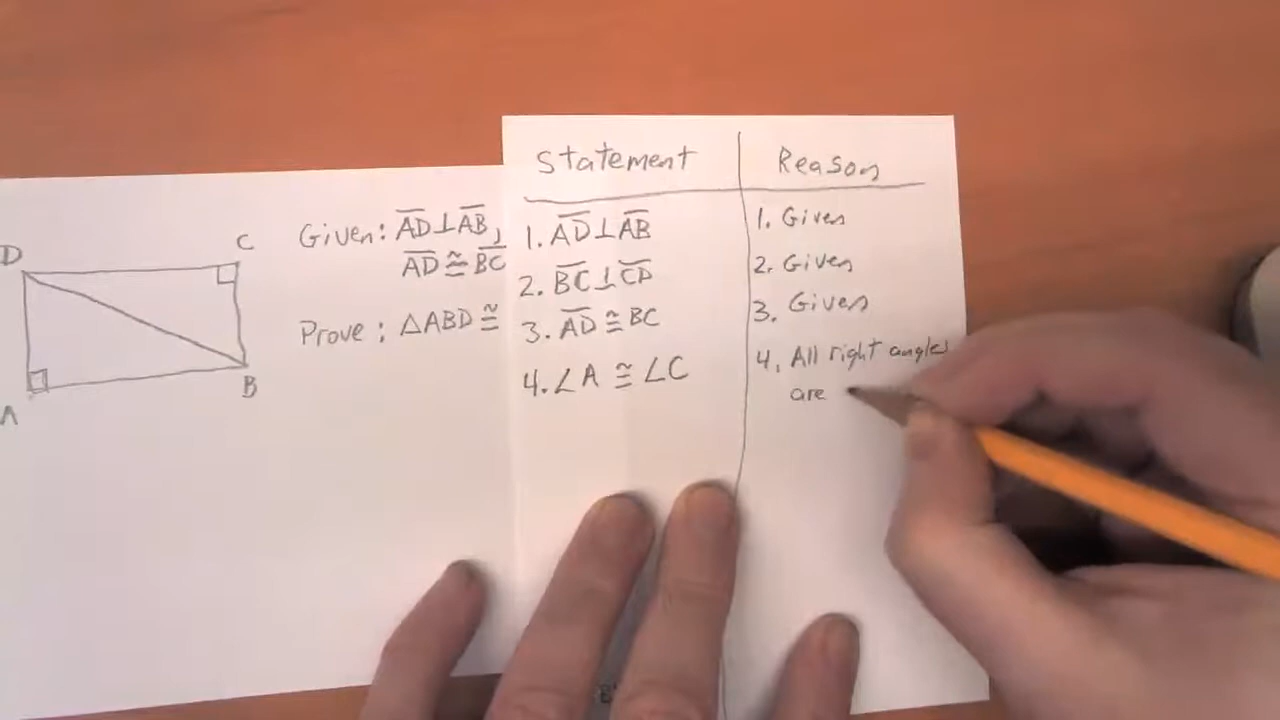 D
C
A
B
Given: AD⊥AB,
AD≅BC
Prove: △ABD≅
Statement
Reason
1. AD⊥AB
1. Given
2. BC⊥CD
2. Given
3. AD≅BC
3. Given
4. ∠A≅∠C
4. All right angles
are